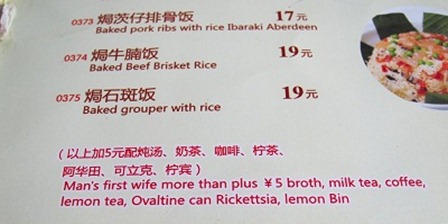 0373 焗茨仔排骨饭 17元
Baked pork ribs with rice Ibaraki Aberdeen
0374 焗牛腩饭 19元
Baked Beef Brisket Rice
0375 焗石斑饭 19元
Baked grouper with rice
(以上加5元配炖汤、奶茶、咖啡、柠茶、
阿华田、可立克、柠宾)
Man's first wife more than plus ¥5 broth, milk tea, coffee,
lemon tea, Ovaltine can Rickettsia, lemon Bin